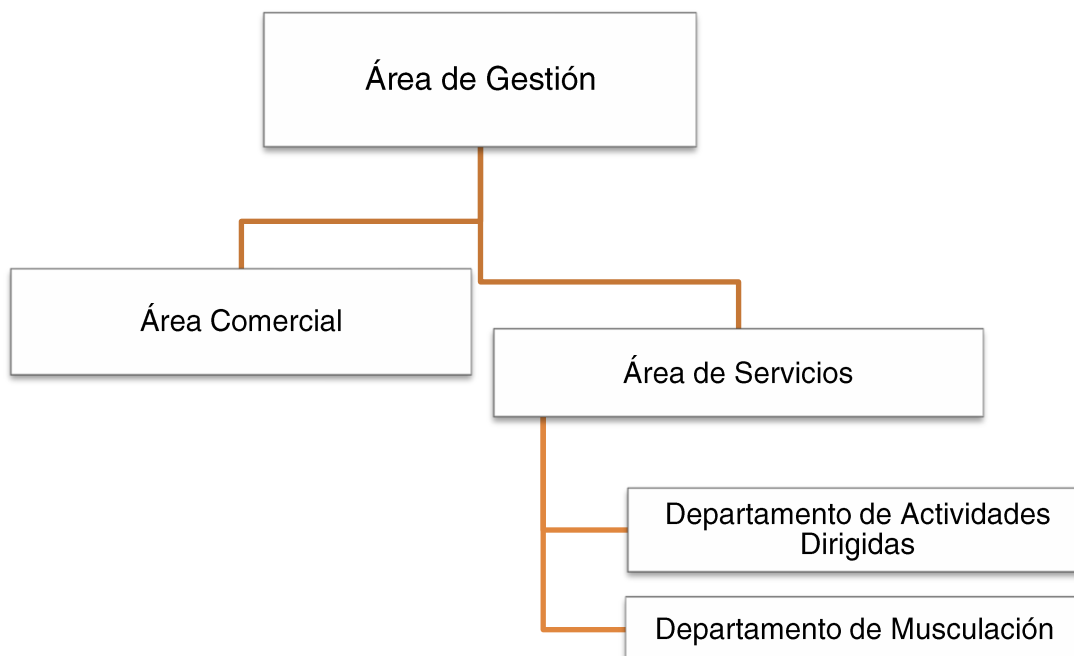 Área de Gestión
Área Comercial
Área de Servicios
Departamento de Actividades
Dirigidas
Departamento de Musculación